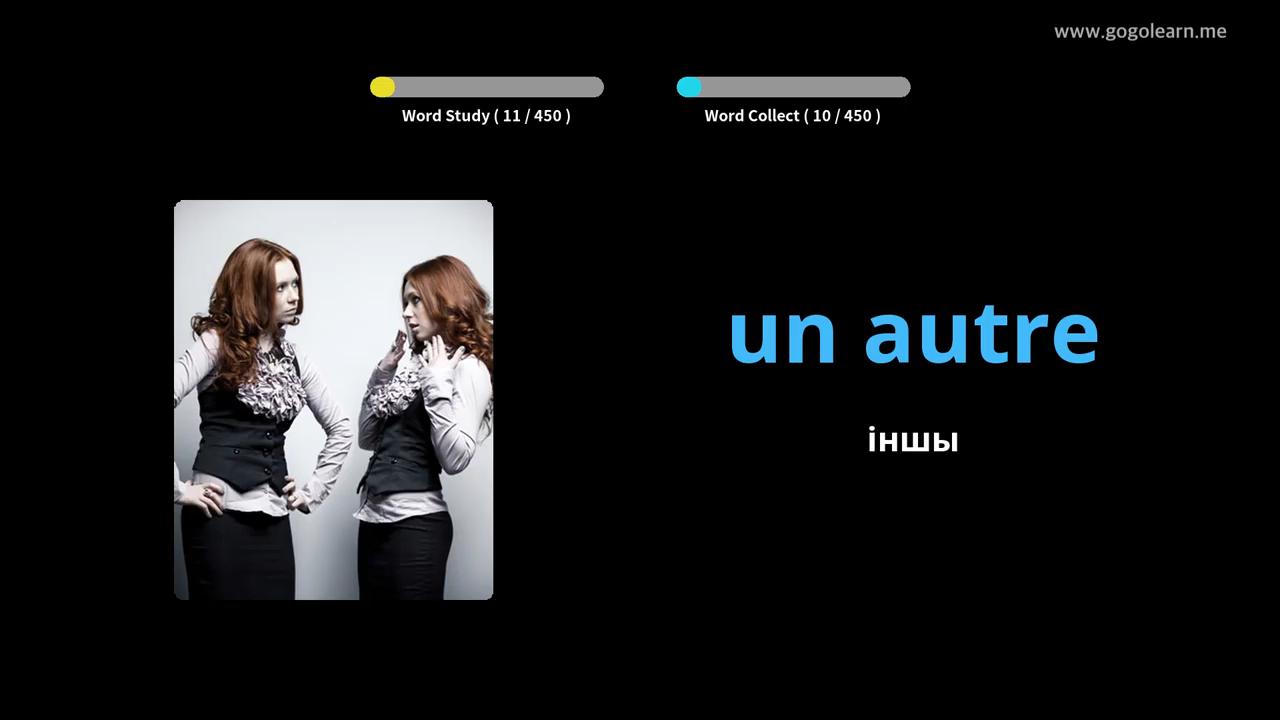 www.gogolearn.me
Word Study ( 11 / 450 )
Word Collect ( 10 / 450 )
un autre
іншы